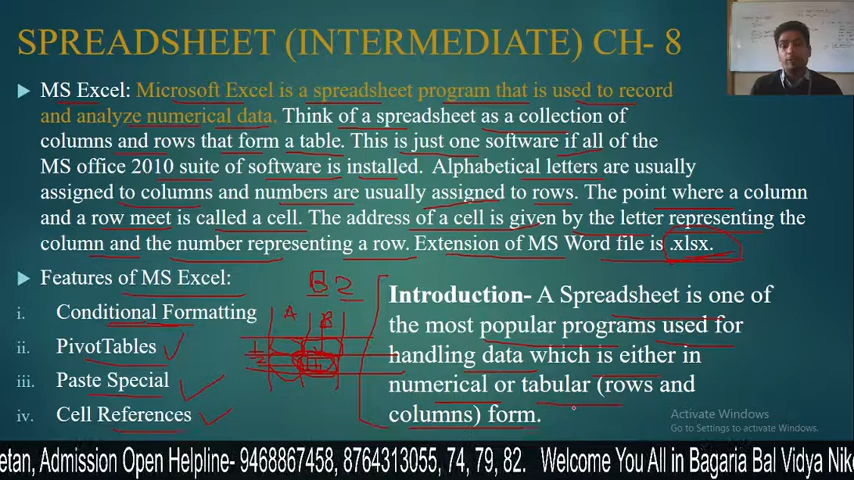 SPREADSHEET (INTERMEDIATE) CH- 8
MS Excel: Microsoft Excel is a spreadsheet program that is used to record
and analyze numerical data. Think of a spreadsheet as a collection of
columns and rows that form a table. This is just one software if all of the
MS office 2010 suite of software is installed. Alphabetical letters are usually
assigned to columns and numbers are usually assigned to rows. The point where a column
and a row meet is called a cell. The address of a cell is given by the letter representing the
column and the number representing a row. Extension of MS Word file is .xlsx.
Features of MS Excel:
i. Conditional Formatting
ii. PivotTables
iii. Paste Special
iv. Cell References
B 2
A
B
1
2
Introduction- A Spreadsheet is one of
the most popular programs used for
handling data which is either in
numerical or tabular (rows and
columns) form.
Activate Windows
Go to Settings to activate Windows.
etan, Admission Open Helpline- 9468867458, 8764313055, 74, 79, 82. Welcome You All in Bagaria Bal Vidya Nike